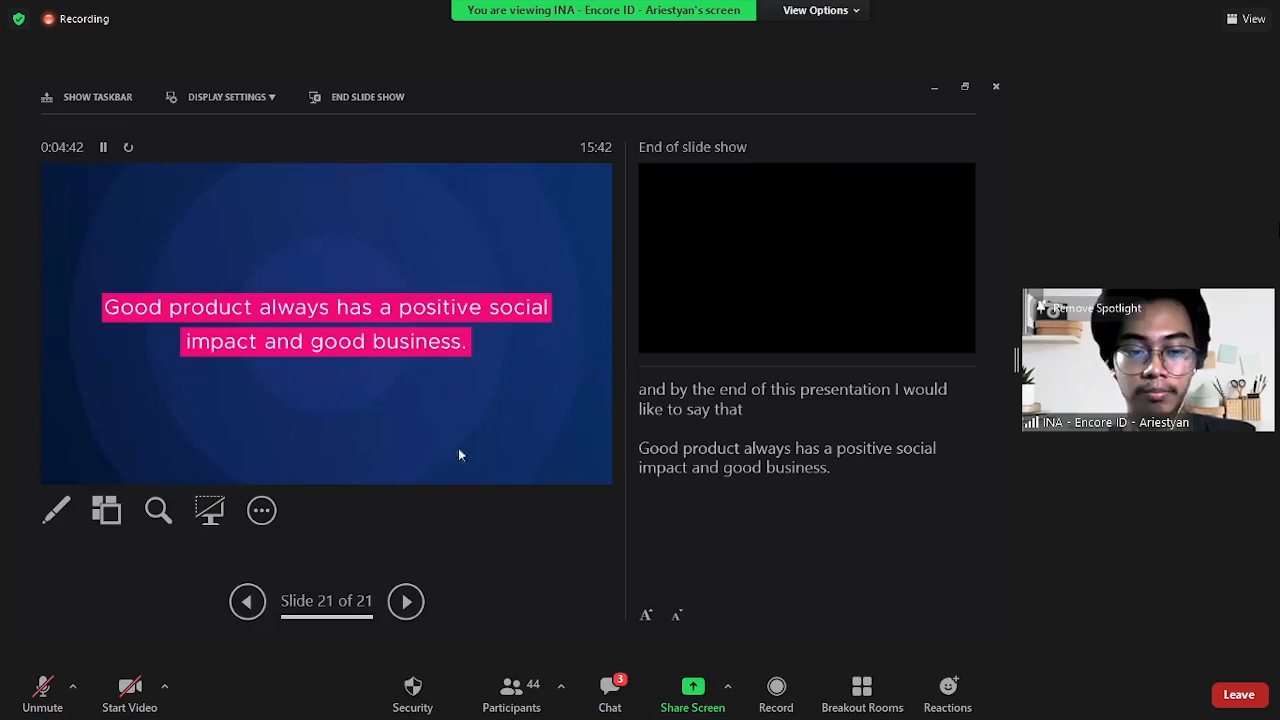 Recording
You are viewing INA - Encore ID - Ariestyan's screen
View Options
View
SHOW TASKBAR
DISPLAY SETTINGS ▼
END SLIDE SHOW
0:04:42
15:42
End of slide show
Good product always has a positive social
impact and good business.
and by the end of this presentation I would
like to say that
Good product always has a positive social
impact and good business.
Remove Spotlight
INA - Encore ID - Ariestyan
Slide 21 of 21
A A
Unmute
Start Video
Security
44
Participants
3
Chat
Share Screen
Record
Breakout Rooms
Reactions
Leave